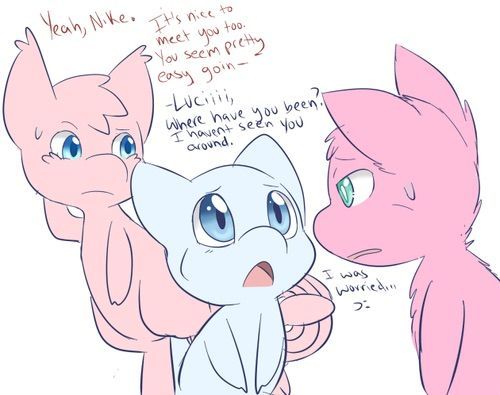 Yeah, Nike.
It's nice to
meet you too.
You seem pretty
easy goin—
-Luciiii,
Where have you been?
I havent seen you
around.
I was
worried...
:c